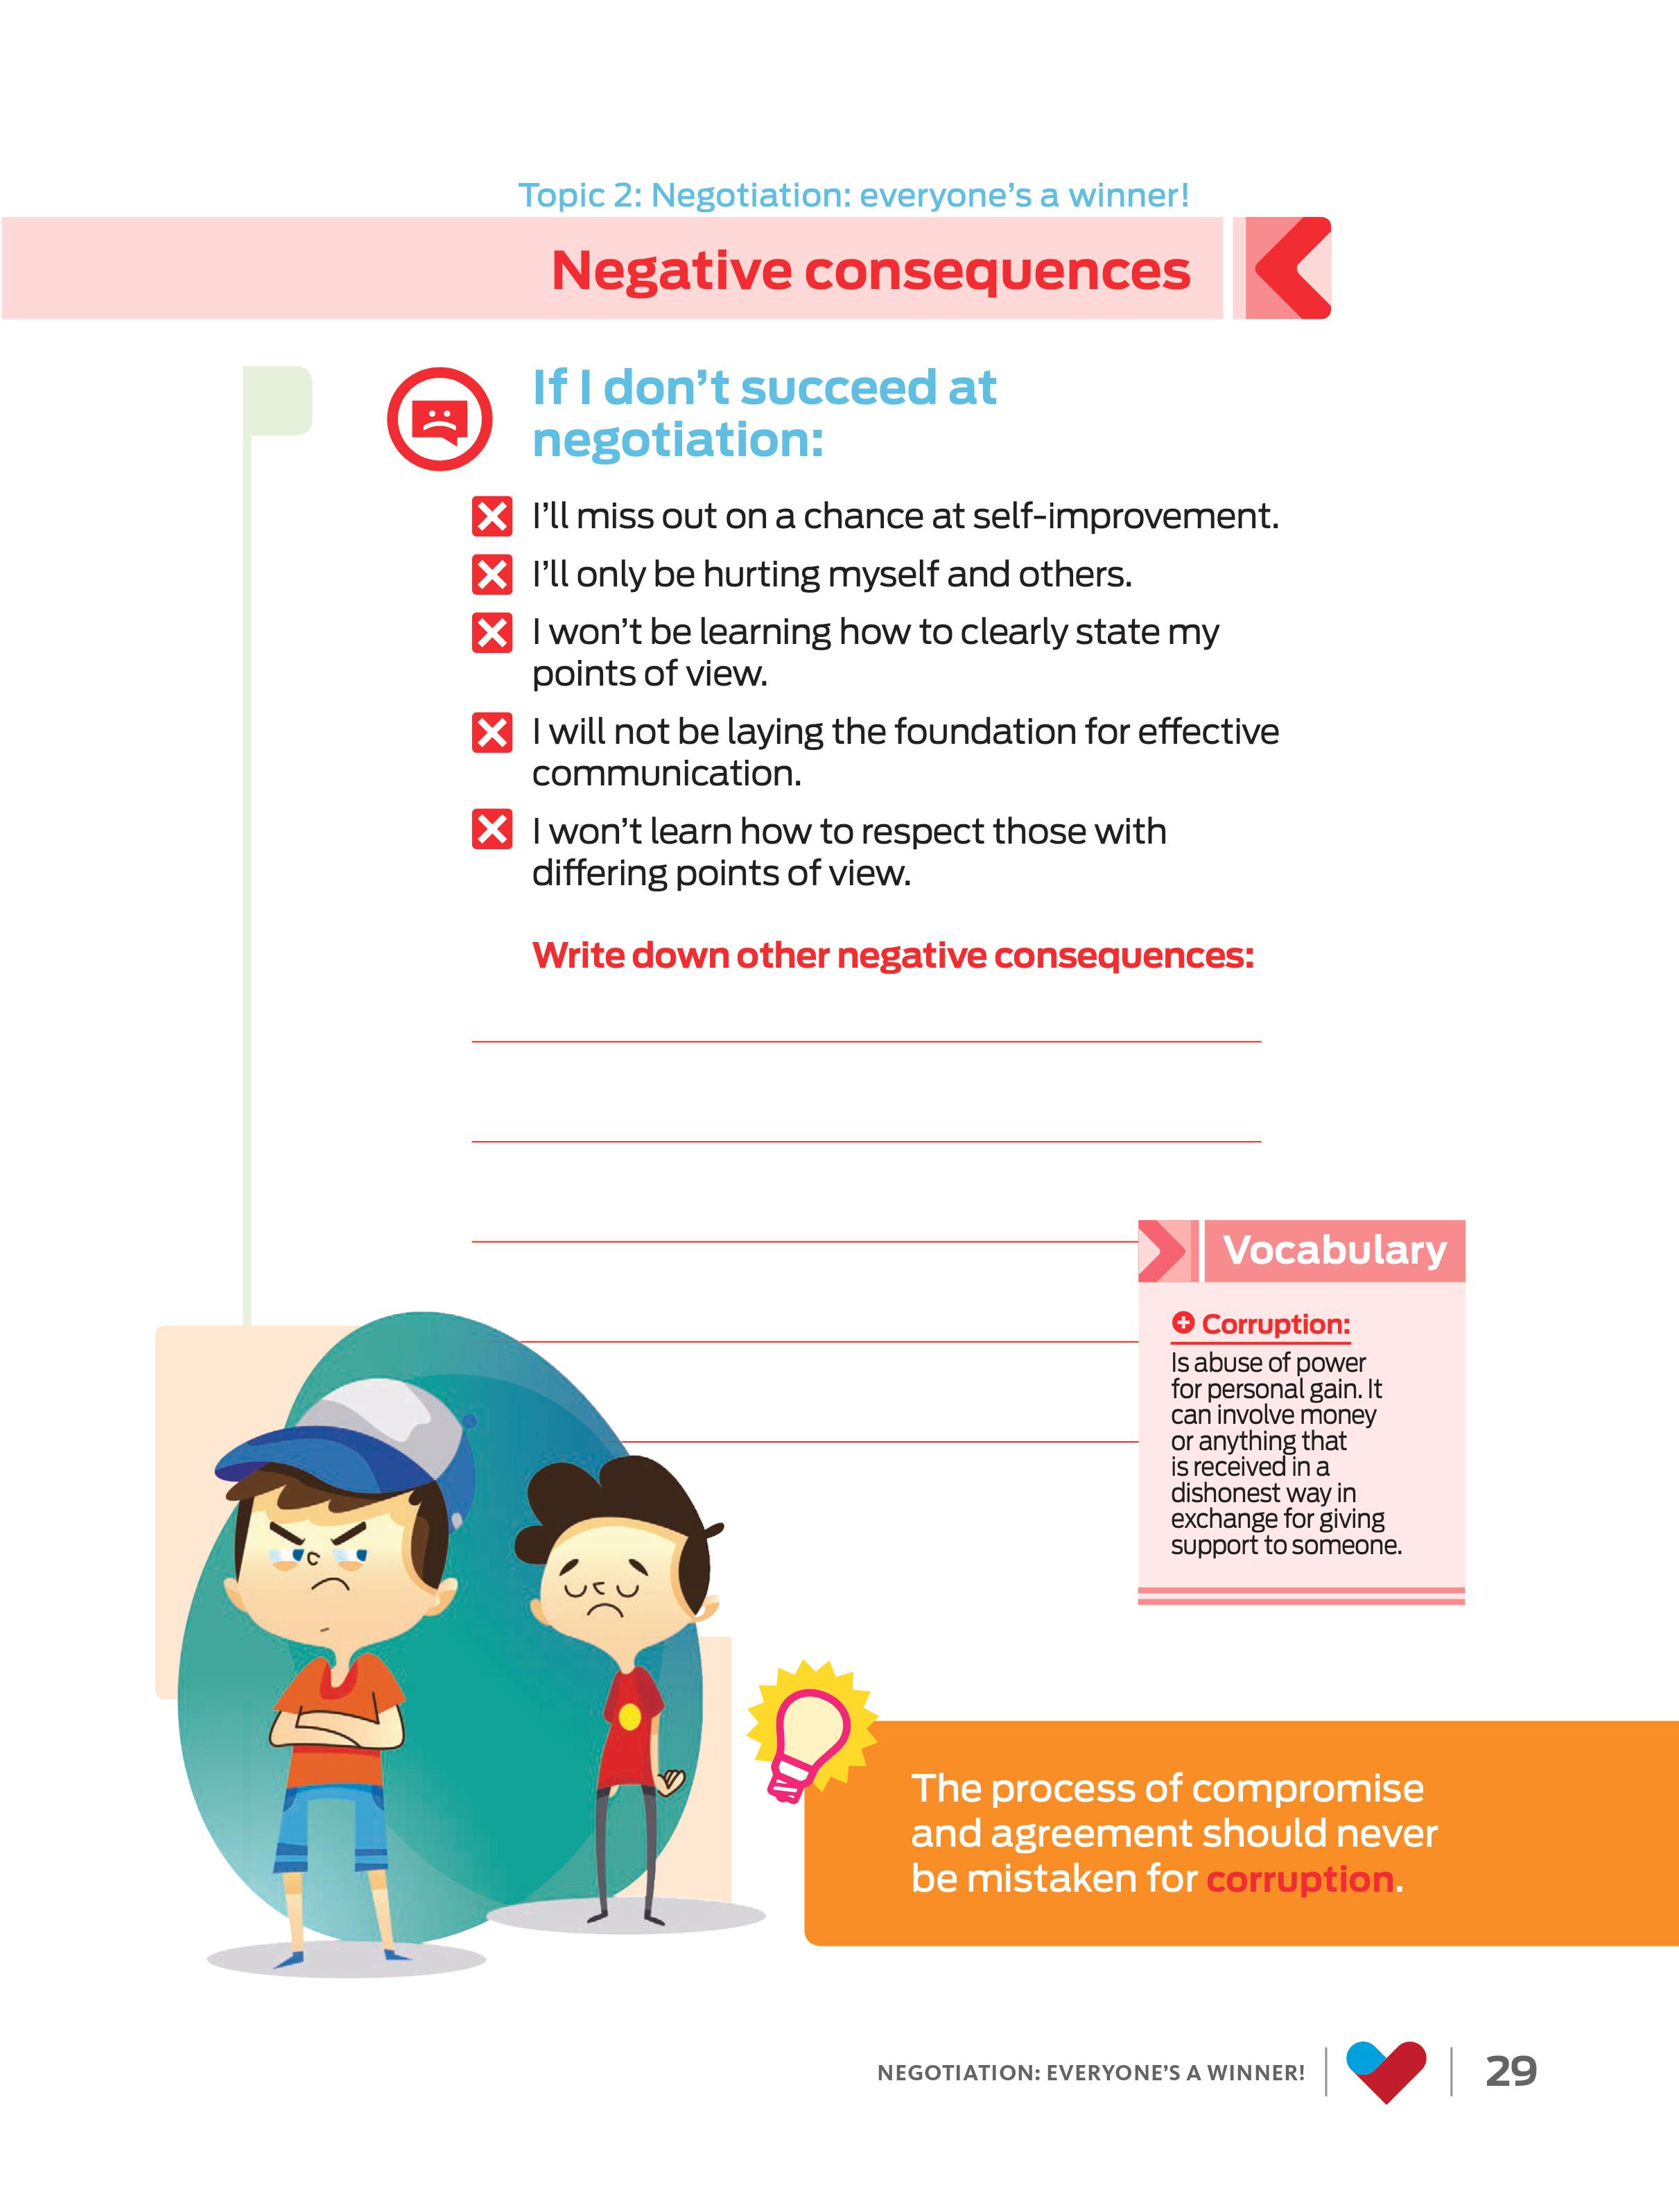 Topic 2: Negotiation: everyone's a winner!
Negative consequences
If I don't succeed at
negotiation:
I'll miss out on a chance at self-improvement.
I'll only be hurting myself and others.
I won't be learning how to clearly state my
points of view.
I will not be laying the foundation for effective
communication.
I won't learn how to respect those with
differing points of view.
Write down other negative consequences:
Vocabulary
Corruption:
Is abuse of power
for personal gain. It
can involve money
or anything that
is received in a
dishonest way in
exchange for giving
support to someone.
The process of compromise
and agreement should never
be mistaken for corruption.
NEGOTIATION: EVERYONE'S A WINNER!
29